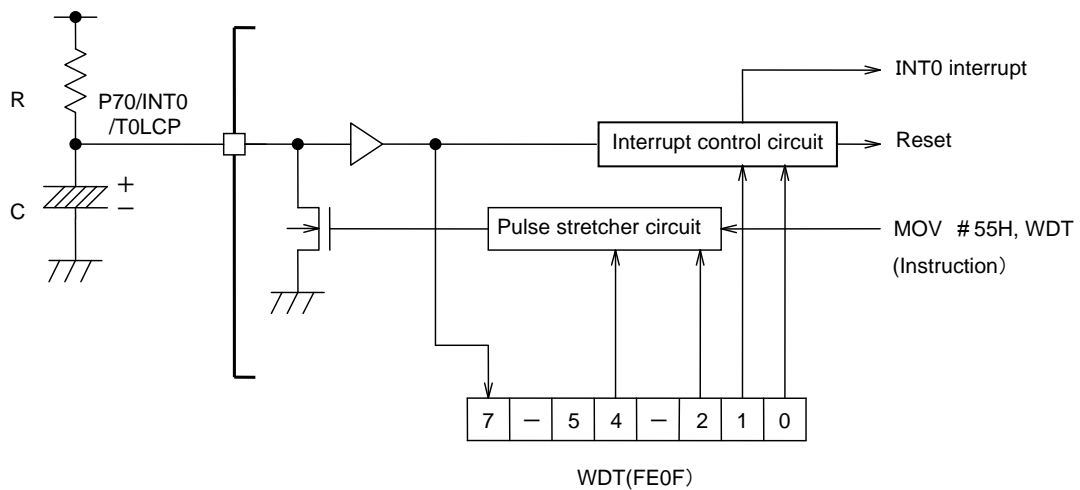 INT0 interrupt
R
P70/INT0
/T0LCP
Interrupt control circuit
Reset
+
−
C
Pulse stretcher circuit
MOV #55H, WDT
(Instruction)
7 − 5 4 − 2 1 0
WDT(FE0F)